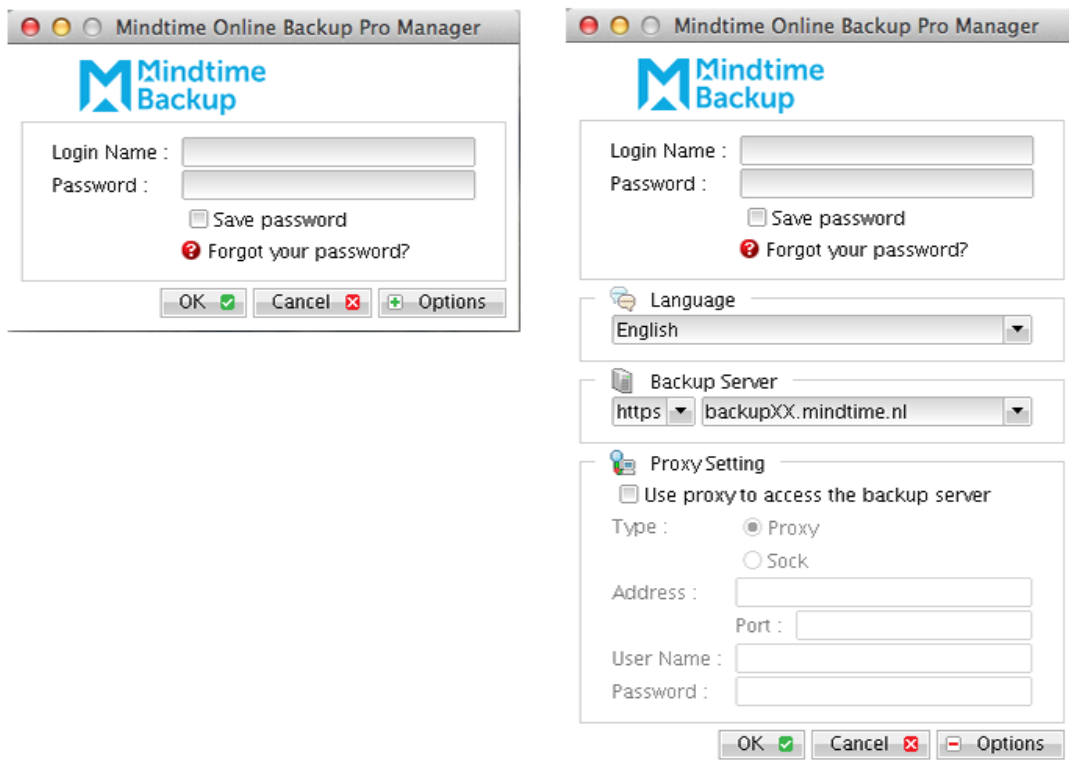 Mindtime Online Backup Pro Manager
Mindtime
Backup
Login Name :
Password :
Save password
Forgot your password?
OK
Cancel
Options
Mindtime Online Backup Pro Manager
Mindtime
Backup
Login Name :
Password :
Save password
Forgot your password?
Language
English
Backup Server
https backupXX.mindtime.nl
Proxy Setting
Use proxy to access the backup server
Type : Proxy
Sock
Address :
Port :
User Name :
Password :
OK
Cancel
Options